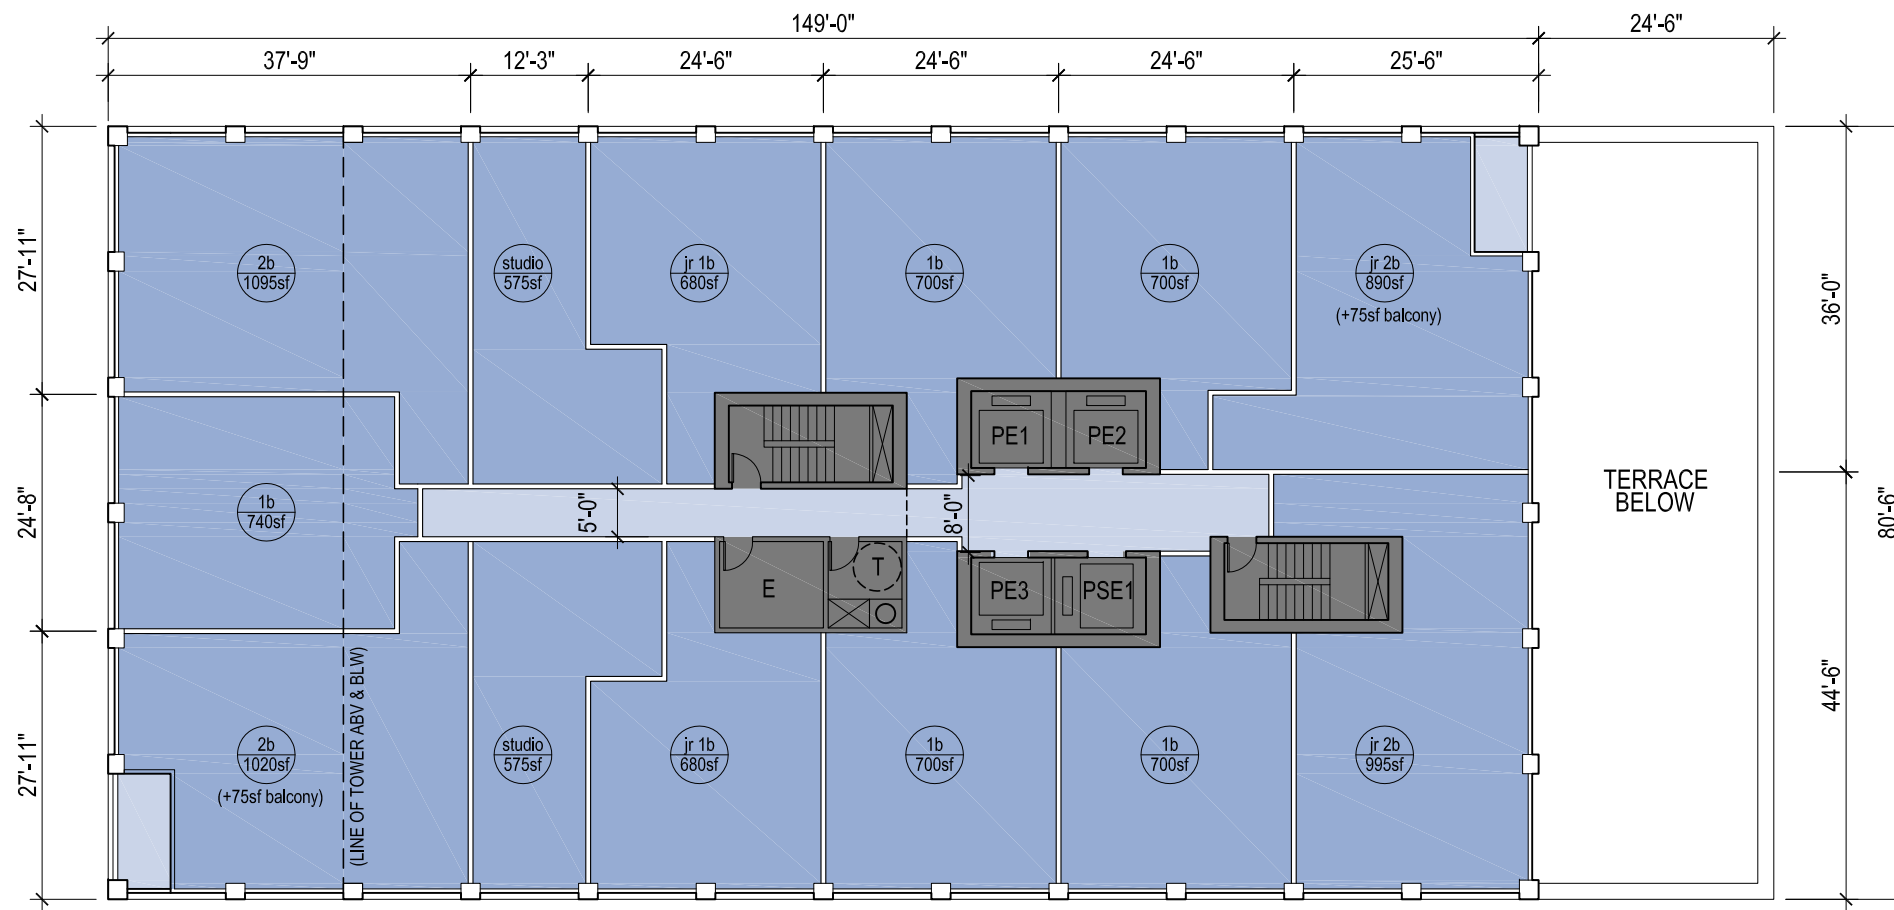 149'-0"
24'-6"
37'-9"
12'-3"
24'-6"
24'-6"
24'-6"
25'-6"
27'-11"
24'-8"
27'-11"
36'-0"
44'-6"
80'-6"
2b
1095sf
studio
575sf
jr 1b
680sf
1b
700sf
1b
700sf
jr 2b
890sf
(+75sf balcony)
PE1
PE2
TERRACE
BELOW
1b
740sf
5'-0"
8'-0"
E
T
PE3
PSE1
(LINE OF TOWER ABV & BLW)
2b
1020sf
(+75sf balcony)
studio
575sf
jr 1b
680sf
1b
700sf
1b
700sf
jr 2b
995sf